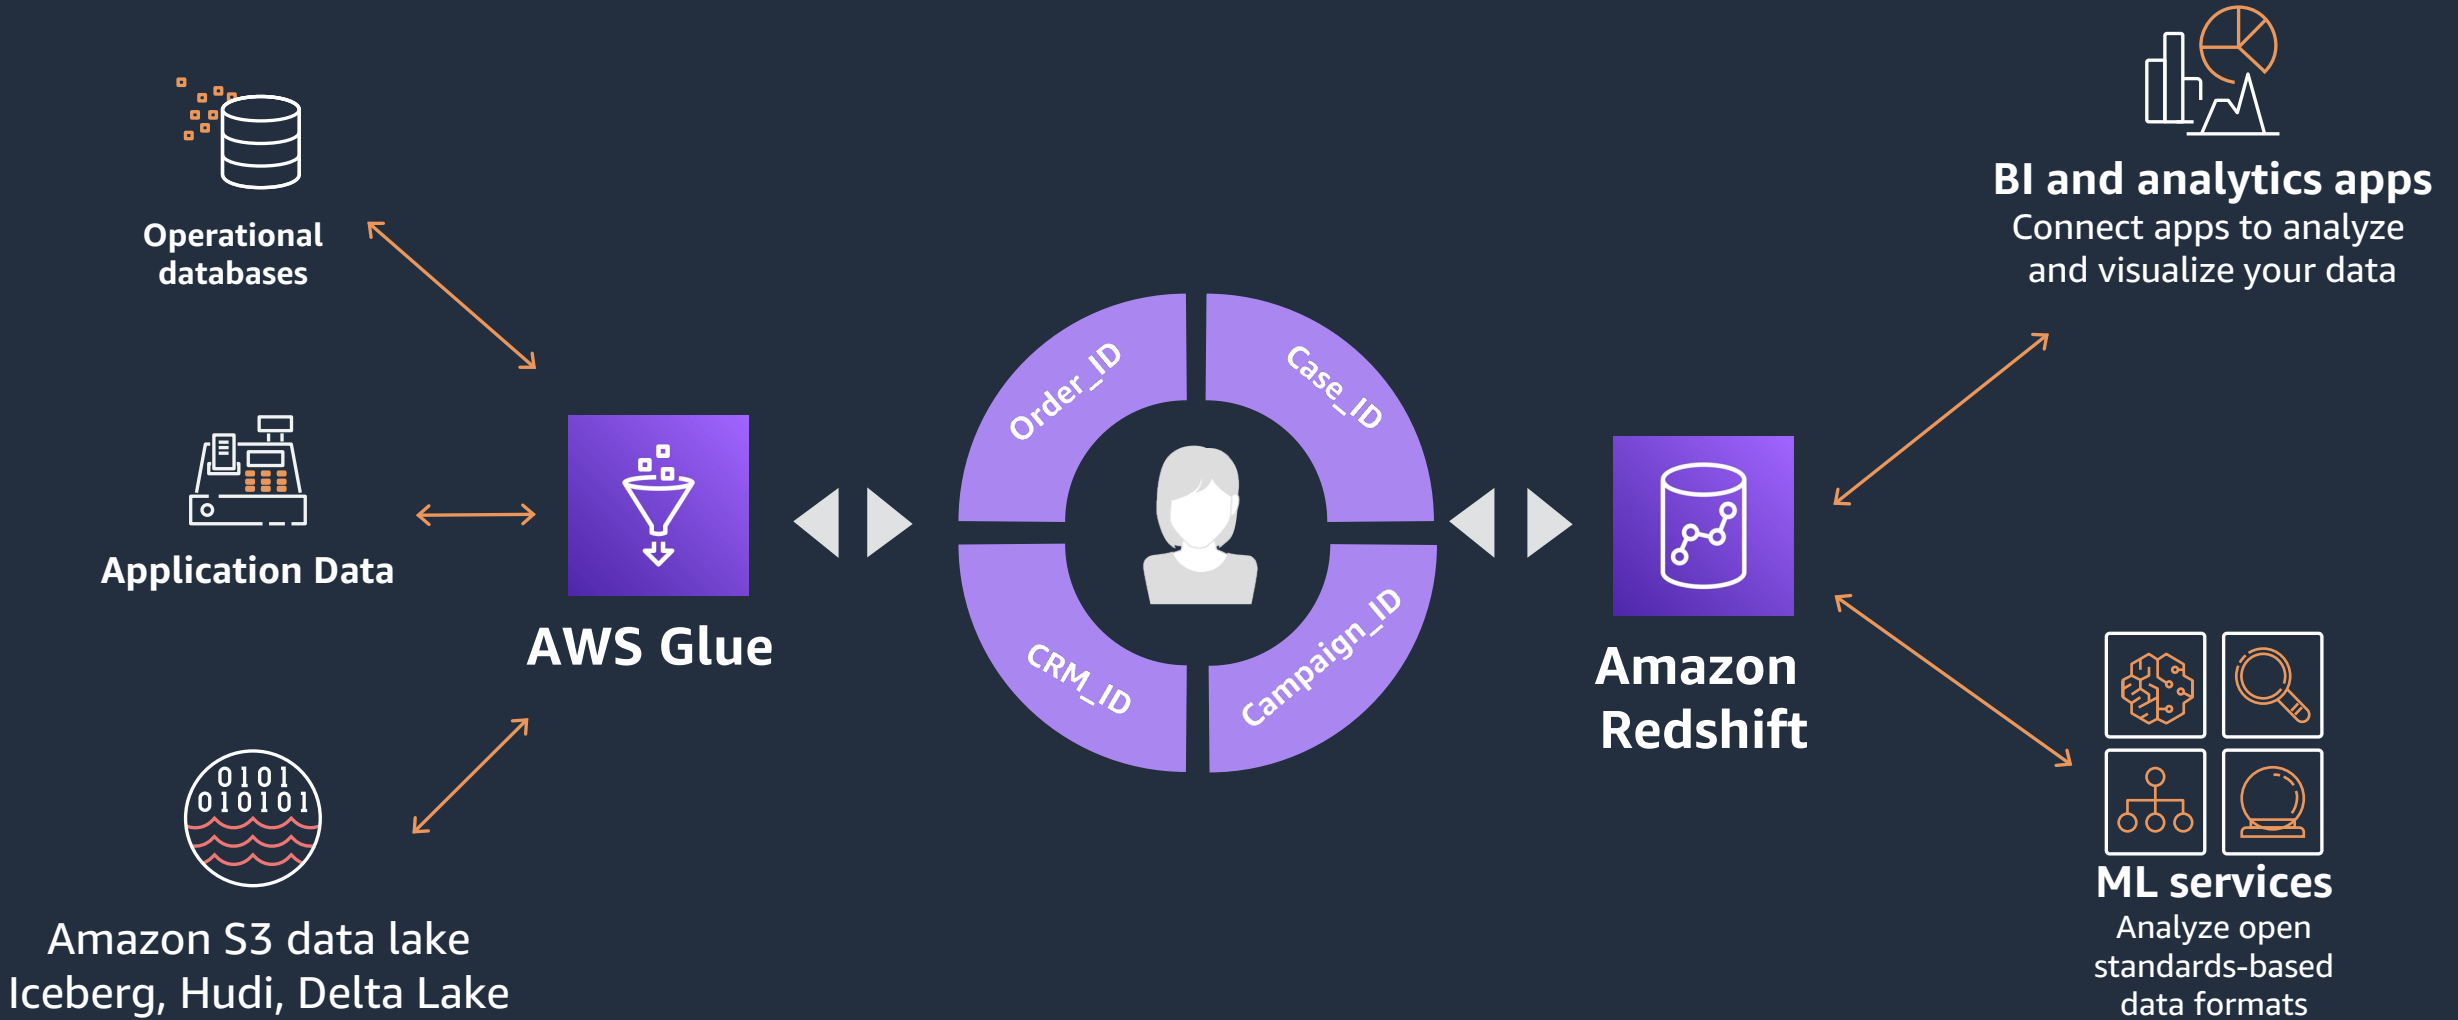 Operational
databases
Application Data
0101
010101
Amazon S3 data lake
Iceberg, Hudi, Delta Lake
AWS Glue
Order_ID
Case_ID
CRM_ID
Campaign_ID
Amazon
Redshift
BI and analytics apps
Connect apps to analyze
and visualize your data
ML services
Analyze open
standards-based
data formats